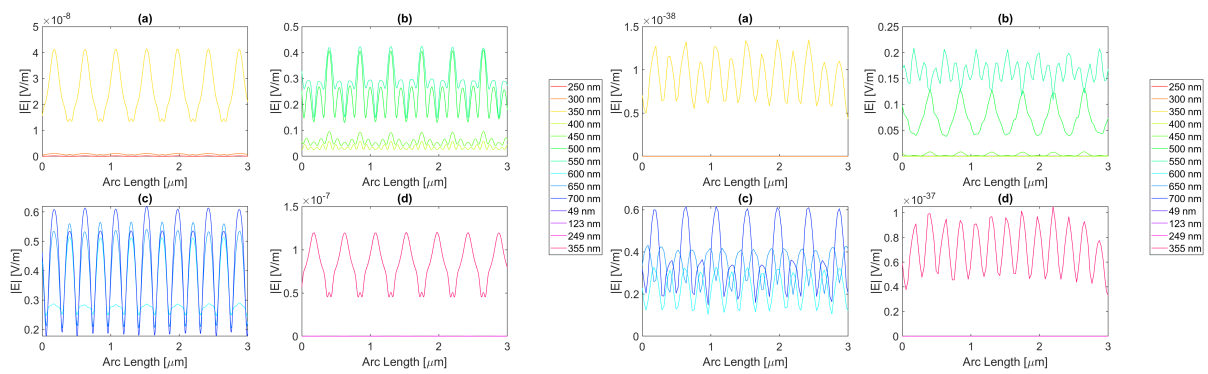 (a)
×10⁻⁸
5
4
3
2
1
0
|E| [V/m]
0 1 2 3
Arc Length [μm]
(b)
0.5
0.4
0.3
0.2
0.1
0
|E| [V/m]
0 1 2 3
Arc Length [μm]
(c)
0.6
0.5
0.4
0.3
0.2
|E| [V/m]
0 1 2 3
Arc Length [μm]
(d)
×10⁻⁷
1.5
1
0.5
0
|E| [V/m]
0 1 2 3
Arc Length [μm]
250 nm
300 nm
350 nm
400 nm
450 nm
500 nm
550 nm
600 nm
650 nm
700 nm
49 nm
123 nm
249 nm
355 nm
(a)
×10⁻³⁸
1.5
1
0.5
0
|E| [V/m]
0 1 2 3
Arc Length [μm]
(b)
0.25
0.2
0.15
0.1
0.05
0
|E| [V/m]
0 1 2 3
Arc Length [μm]
(c)
0.6
0.4
0.2
0
|E| [V/m]
0 1 2 3
Arc Length [μm]
(d)
×10⁻³⁷
1
0.8
0.6
0.4
0.2
0
|E| [V/m]
0 1 2 3
Arc Length [μm]
250 nm
300 nm
350 nm
400 nm
450 nm
500 nm
550 nm
600 nm
650 nm
700 nm
49 nm
123 nm
249 nm
355 nm